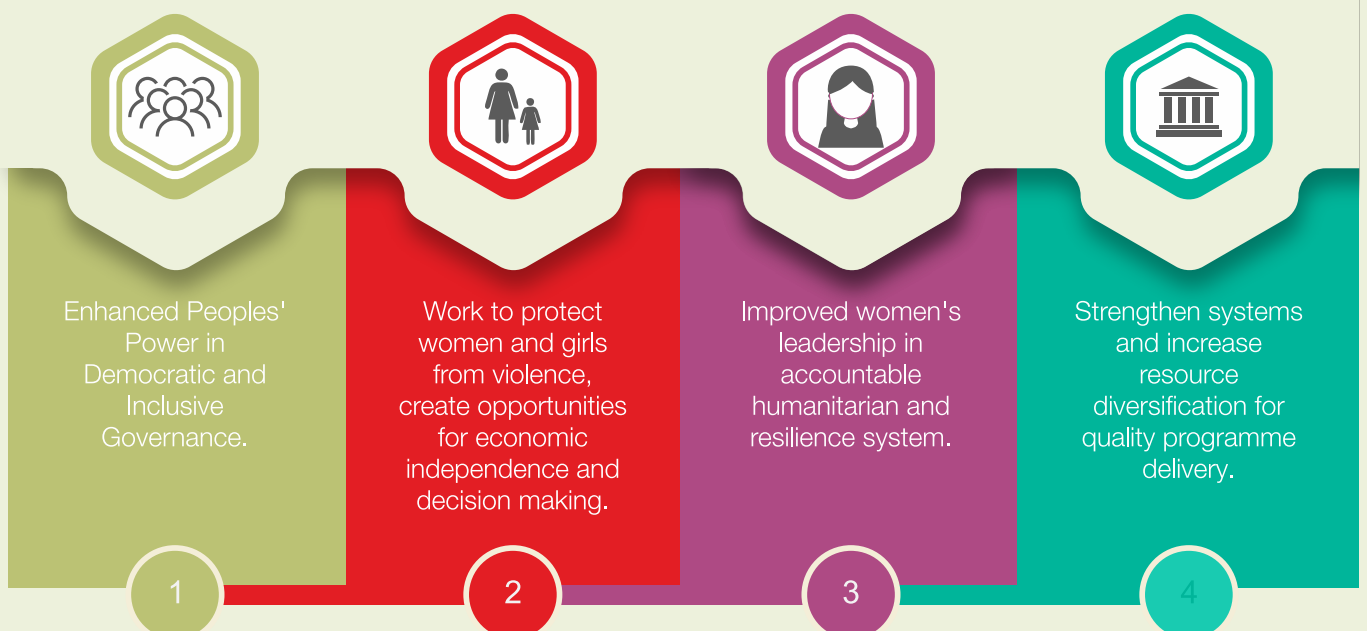 Enhanced Peoples'
Power in
Democratic and
Inclusive
Governance.
1
Work to protect
women and girls
from violence,
create opportunities
for economic
independence and
decision making.
2
Improved women's
leadership in
accountable
humanitarian and
resilience system.
3
Strengthen systems
and increase
resource
diversification for
quality programme
delivery.
4